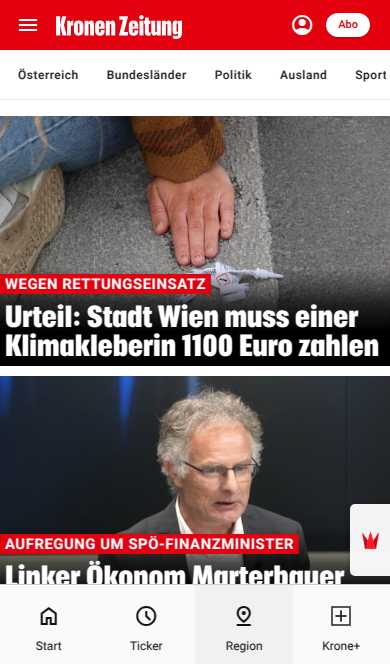 Kronen Zeitung
Abo
Österreich Bundesländer Politik Ausland Sport
WEGEN RETTUNGSEINSATZ
Urteil: Stadt Wien muss einer
Klimakleberin 1100 Euro zahlen
AUFREGUNG UM SPÖ-FINANZMINISTER
Linker Ökonom Marterbauer
Start Ticker Region Krone+